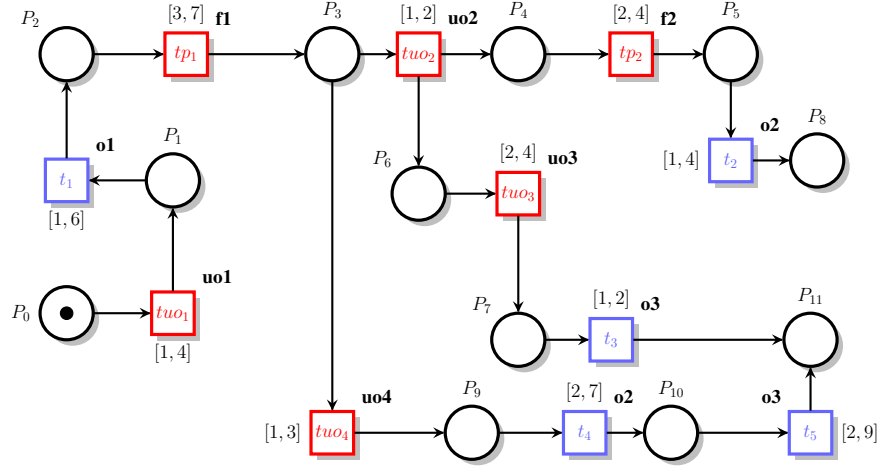 P₂ [3, 7] f1 P₃ [1, 2] uo2 P₄ [2, 4] f2 P₅
tp₁ tuo₂ tp₂
o1 P₁ P₆ [2, 4] uo3 o2 P₈
t₁ tuo₃ [1, 4] t₂
[1, 6]
uo1 P₇ [1, 2] o3 P₁₁
P₀ tuo₁ t₃
[1, 4]
uo4 P₉ [2, 7] o2 P₁₀ o3
[1, 3] tuo₄ t₄ t₅ [2, 9]